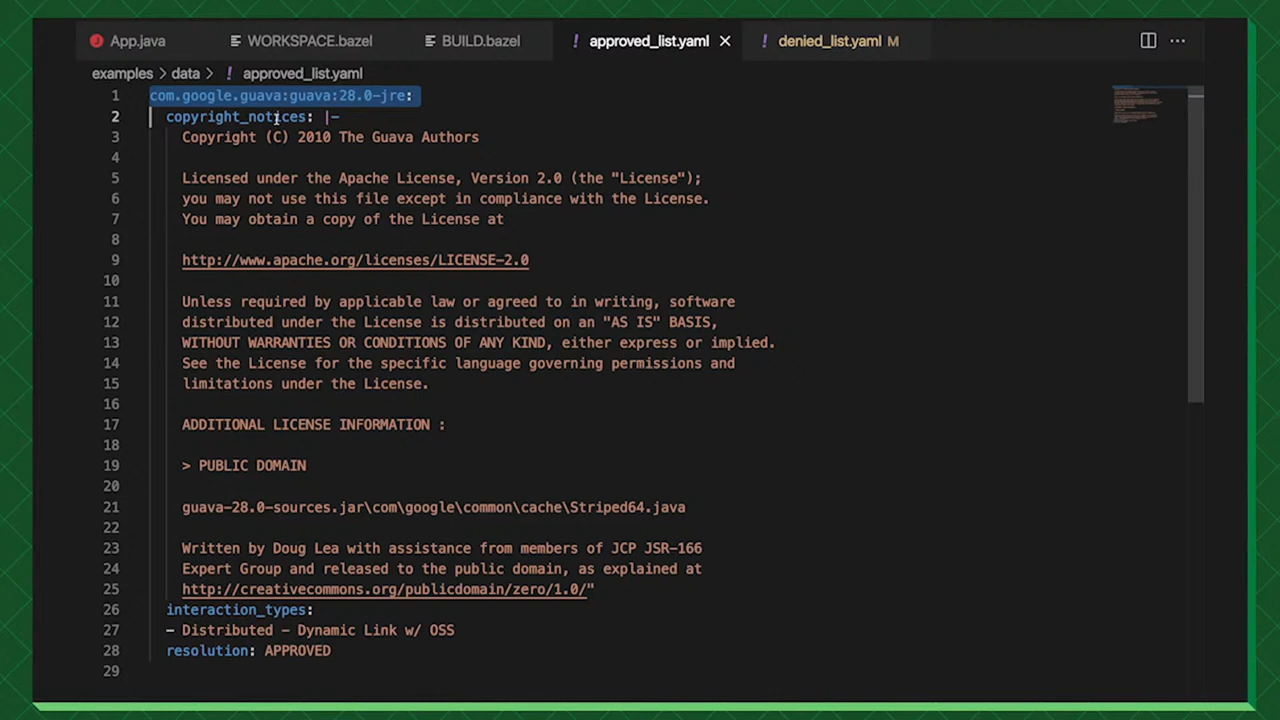 App.java WORKSPACE.bazel BUILD.bazel ! approved_list.yaml × ! denied_list.yaml M ···
examples > data > ! approved_list.yaml
1 com.google.guava:guava:28.0-jre:
2 copyright_notices: |-
3 Copyright (C) 2010 The Guava Authors
4
5 Licensed under the Apache License, Version 2.0 (the "License");
6 you may not use this file except in compliance with the License.
7 You may obtain a copy of the License at
8
9 http://www.apache.org/licenses/LICENSE-2.0
10
11 Unless required by applicable law or agreed to in writing, software
12 distributed under the License is distributed on an "AS IS" BASIS,
13 WITHOUT WARRANTIES OR CONDITIONS OF ANY KIND, either express or implied.
14 See the License for the specific language governing permissions and
15 limitations under the License.
16
17 ADDITIONAL LICENSE INFORMATION :
18
19 > PUBLIC DOMAIN
20
21 guava-28.0-sources.jar\com\google\common\cache\Striped64.java
22
23 Written by Doug Lea with assistance from members of JCP JSR-166
24 Expert Group and released to the public domain, as explained at
25 http://creativecommons.org/publicdomain/zero/1.0/"
26 interaction_types:
27 - Distributed - Dynamic Link w/ OSS
28 resolution: APPROVED
29